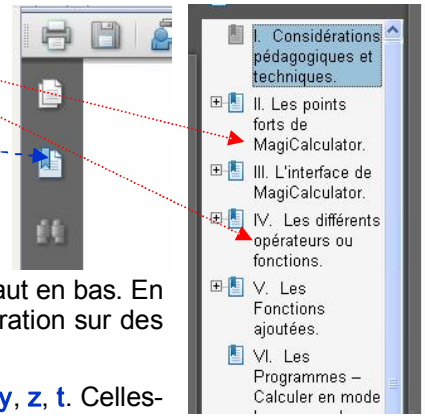 I. Considérations
pédagogiques et
techniques.
II. Les points
forts de
MagiCalculator.
III. L'interface de
MagiCalculator.
IV. Les différents
opérateurs ou
fonctions.
V. Les
Fonctions
ajoutées.
VI. Les
Programmes –
Calculer en mode
aut en bas. En
ration sur des
y, z, t. Celles-